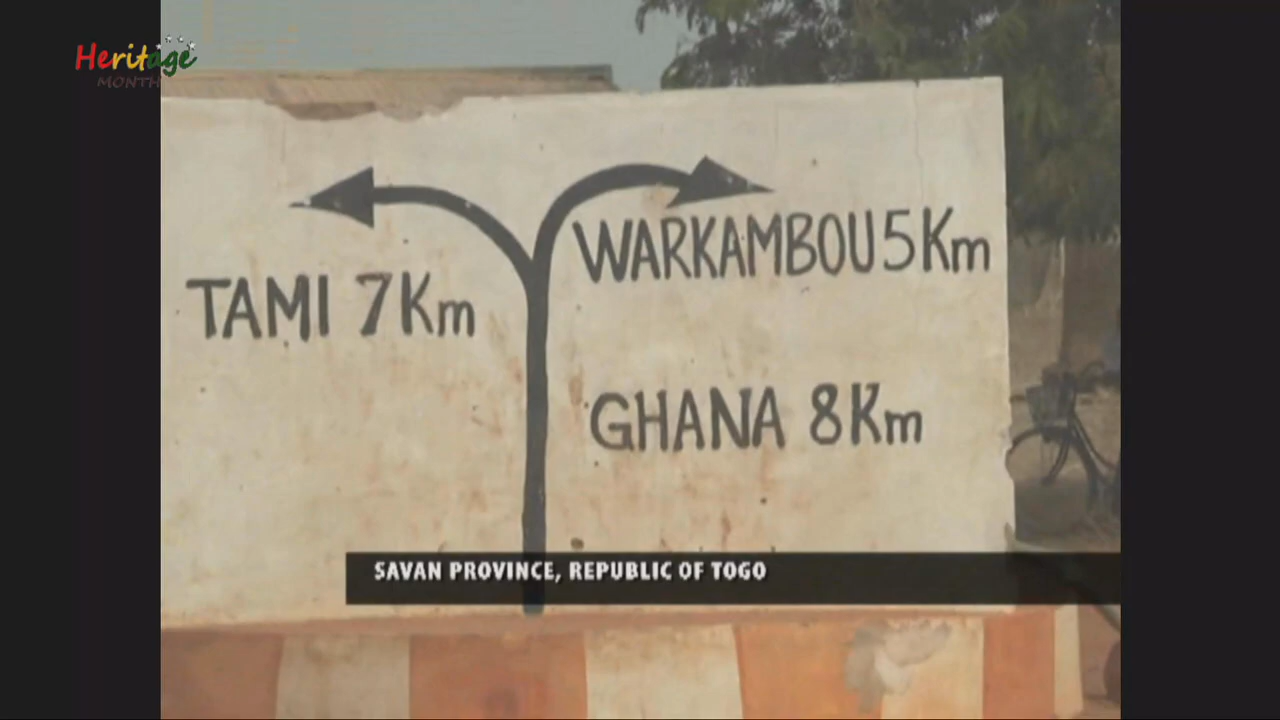 Heritage
MONTH
WARKAMBOU 5Km
TAMI 7Km
GHANA 8Km
SAVAN PROVINCE, REPUBLIC OF TOGO